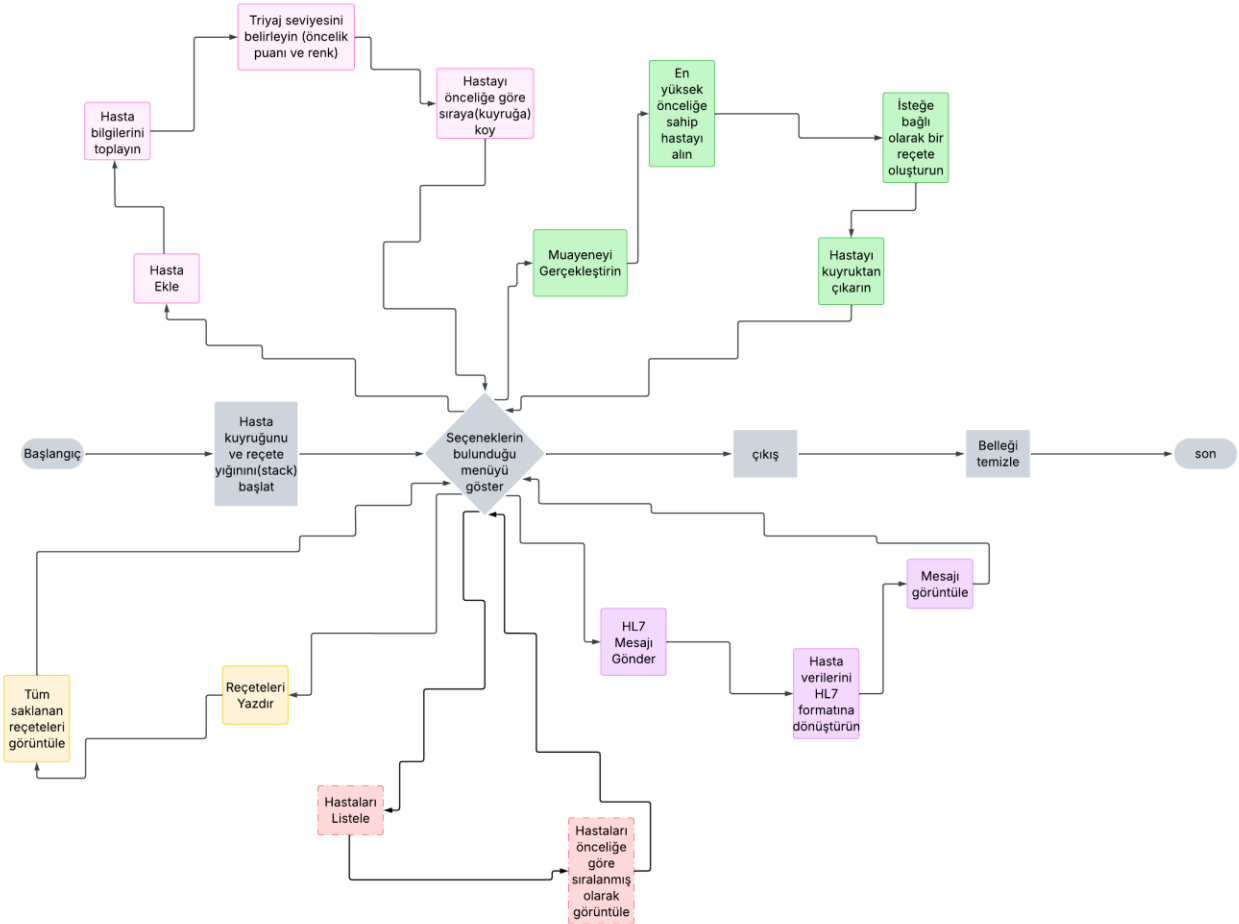 Triyaj seviyesini
belirleyin (öncelik
puanı ve renk)
Hastayı
önceliğe göre
sıraya(kuyruğa)
koy
Hasta
bilgilerini
toplayın
Hasta
Ekle
En
yüksek
önceliğe
sahip
hastayı
alın
İsteğe
bağlı
olarak bir
reçete
oluşturun
Muayeneyi
Gerçekleştirin
Hastayı
kuyruktan
çıkarın
Başlangıç
Hasta
kuyruğunu
ve reçete
yığınını(stack)
başlat
Seçeneklerin
bulunduğu
menüyü
göster
çıkış
Belleği
temizle
son
Mesajı
görüntüle
HL7
Mesajı
Gönder
Hasta
verilerini
HL7
formatına
dönüştürün
Reçeteleri
Yazdır
Tüm
saklanan
reçeteleri
görüntüle
Hastaları
Listele
Hastaları
önceliğe
göre
sıralanmış
olarak
görüntüle